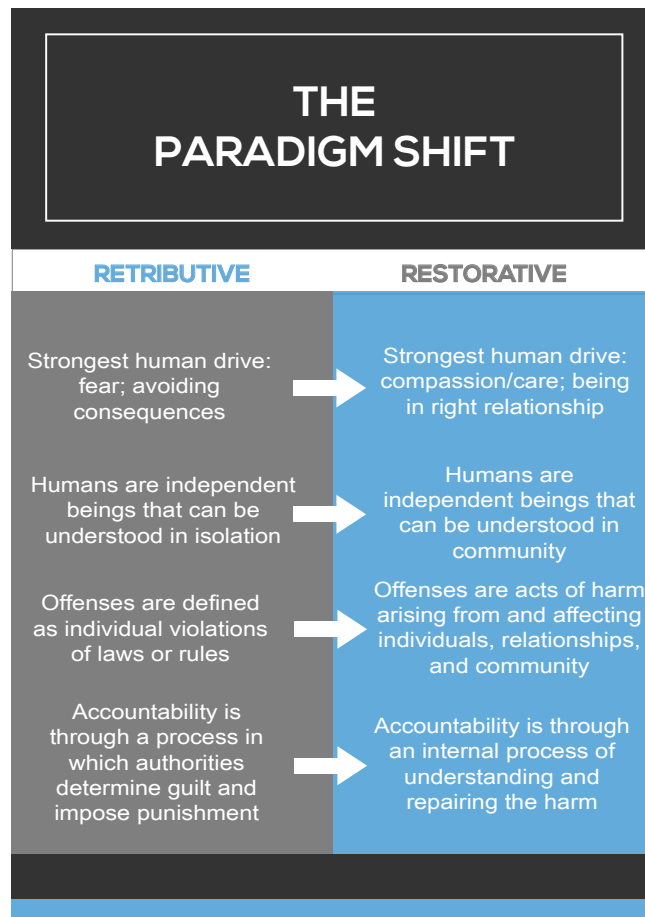 THE
PARADIGM SHIFT
RETRIBUTIVE
RESTORATIVE
Strongest human drive:
fear; avoiding
consequences
Strongest human drive:
compassion/care; being
in right relationship
Humans are independent
beings that can be
understood in isolation
Humans are
independent beings that
can be understood in
community
Offenses are defined
as individual violations
of laws or rules
Offenses are acts of harm
arising from and affecting
individuals, relationships,
and community
Accountability is
through a process in
which authorities
determine guilt and
impose punishment
Accountability is through
an internal process of
understanding and
repairing the harm